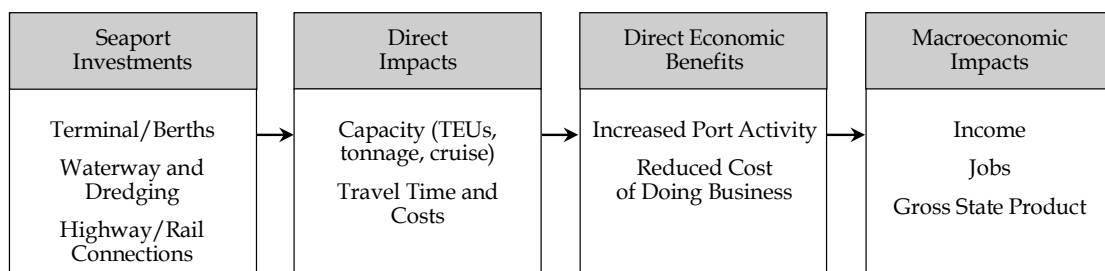 Seaport
Investments
Terminal/Berths
Waterway and
Dredging
Highway/Rail
Connections
Direct
Impacts
Capacity (TEUs,
tonnage, cruise)
Travel Time and
Costs
Direct Economic
Benefits
Increased Port Activity
Reduced Cost
of Doing Business
Macroeconomic
Impacts
Income
Jobs
Gross State Product